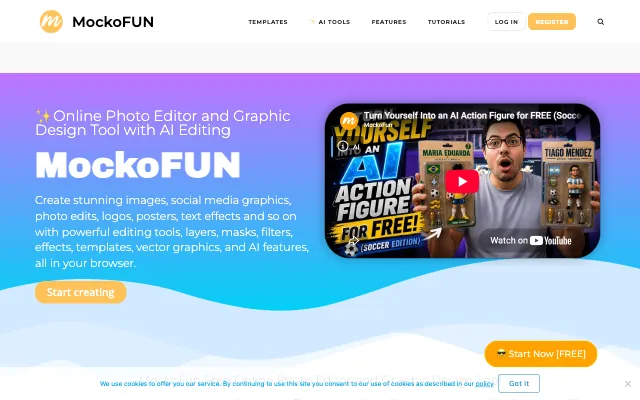 MockoFUN
TEMPLATES
✨ AI TOOLS
FEATURES
TUTORIALS
LOG IN
REGISTER
✨Online Photo Editor and Graphic
Design Tool with AI Editing
MockoFUN
Create stunning images, social media graphics,
photo edits, logos, posters, text effects and so on
with powerful editing tools, layers, masks, filters,
effects, templates, vector graphics, and AI features,
all in your browser.
Start creating
Turn Yourself Into an AI Action Figure for FREE (Socce
Mockofun
YOURSELF
INTO AN
AI
AI
ACTION
FIGURE
FOR FREE!
(SOCCER EDITION)
MARIA EDUARDA
TIAGO MENDEZ
Watch on YouTube
😎 Start Now [FREE]
We use cookies to offer you our service. By continuing to use this site you consent to our use of cookies as described in our policy
Got it